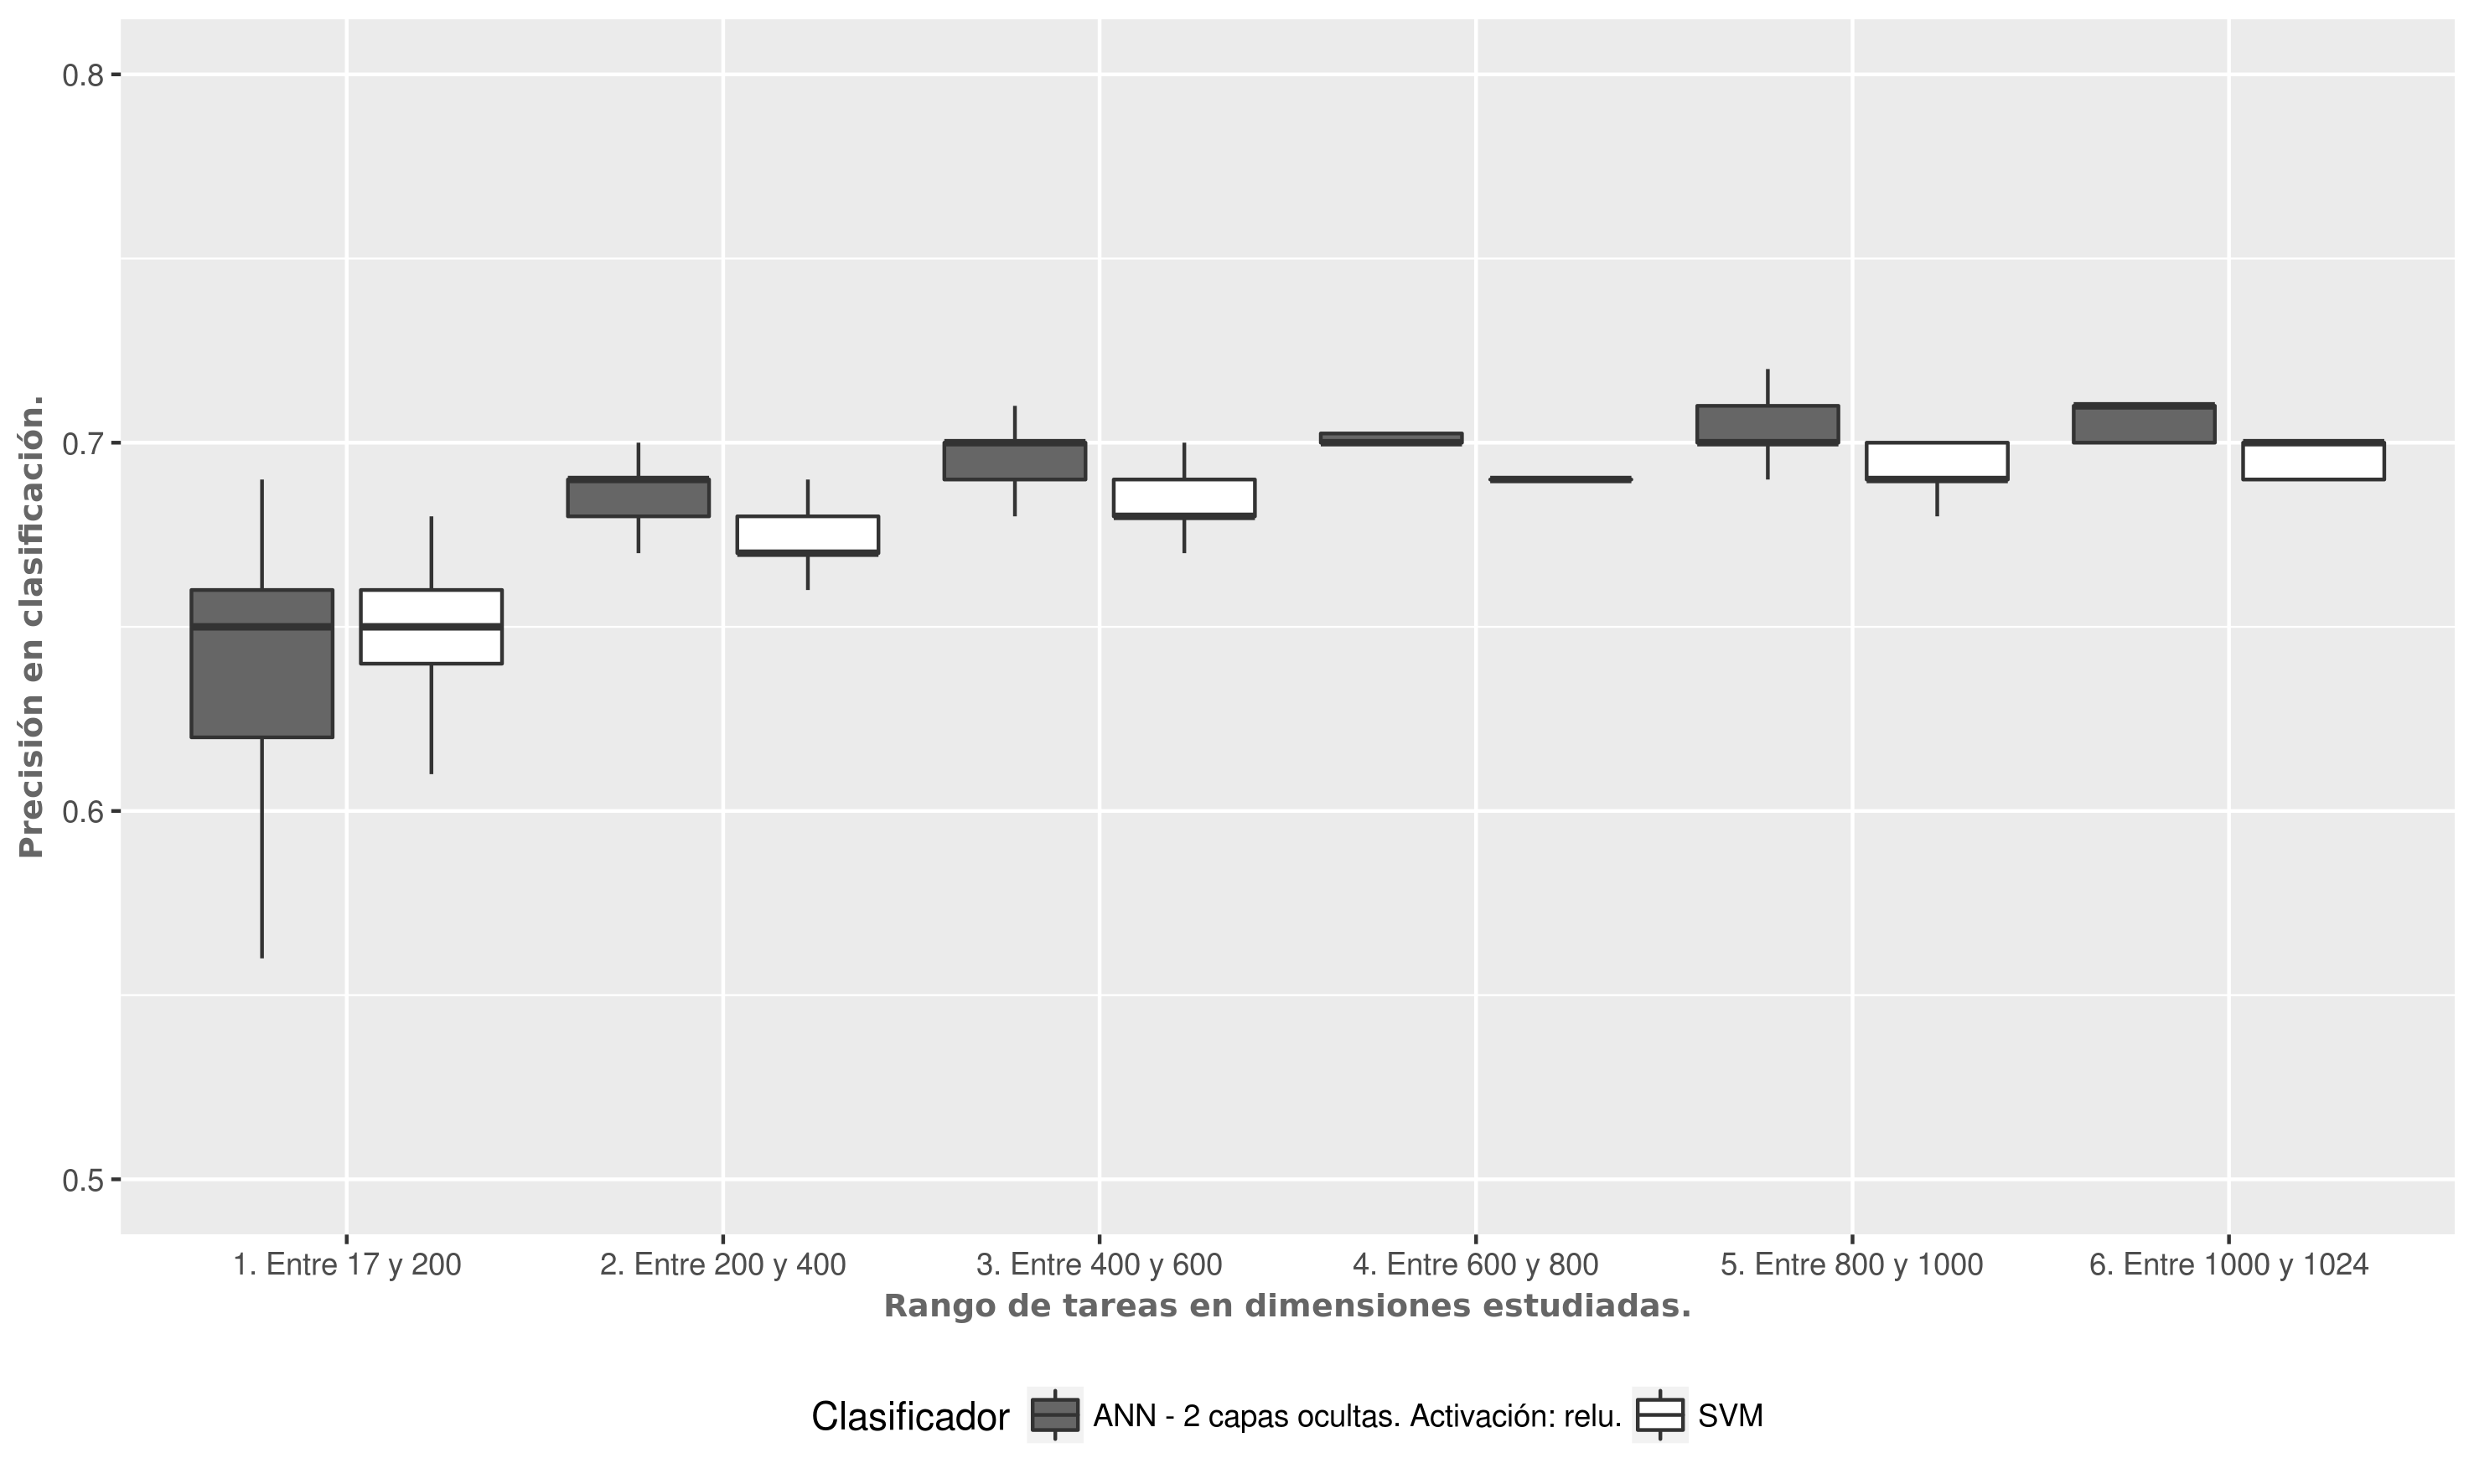 Precisión en clasificación.
0.8
0.7
0.6
0.5
1. Entre 17 y 200
2. Entre 200 y 400
3. Entre 400 y 600
4. Entre 600 y 800
5. Entre 800 y 1000
6. Entre 1000 y 1024
Rango de tareas en dimensiones estudiadas.
Clasificador
ANN - 2 capas ocultas. Activación: relu.
SVM